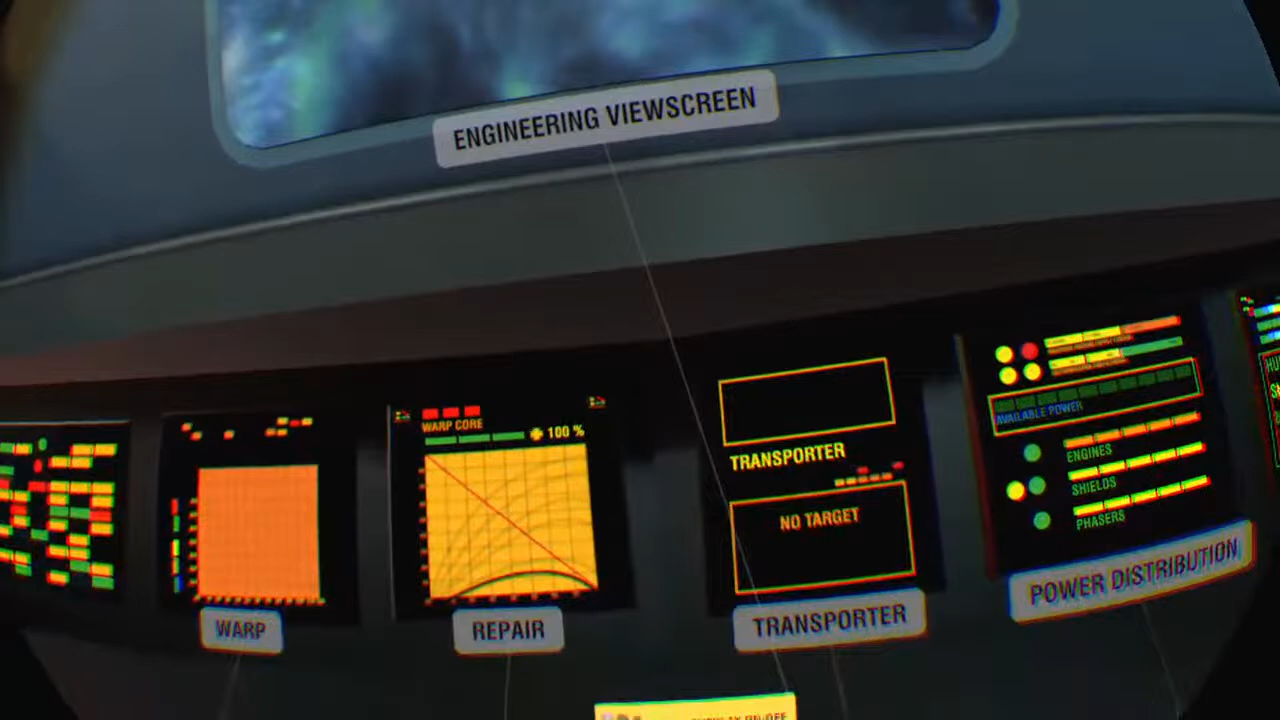 ENGINEERING VIEWSCREEN
WARP CORE
100 %
TRANSPORTER
NO TARGET
AVAILABLE POWER
ENGINES
SHIELDS
PHASERS
WARP
REPAIR
TRANSPORTER
POWER DISTRIBUTION